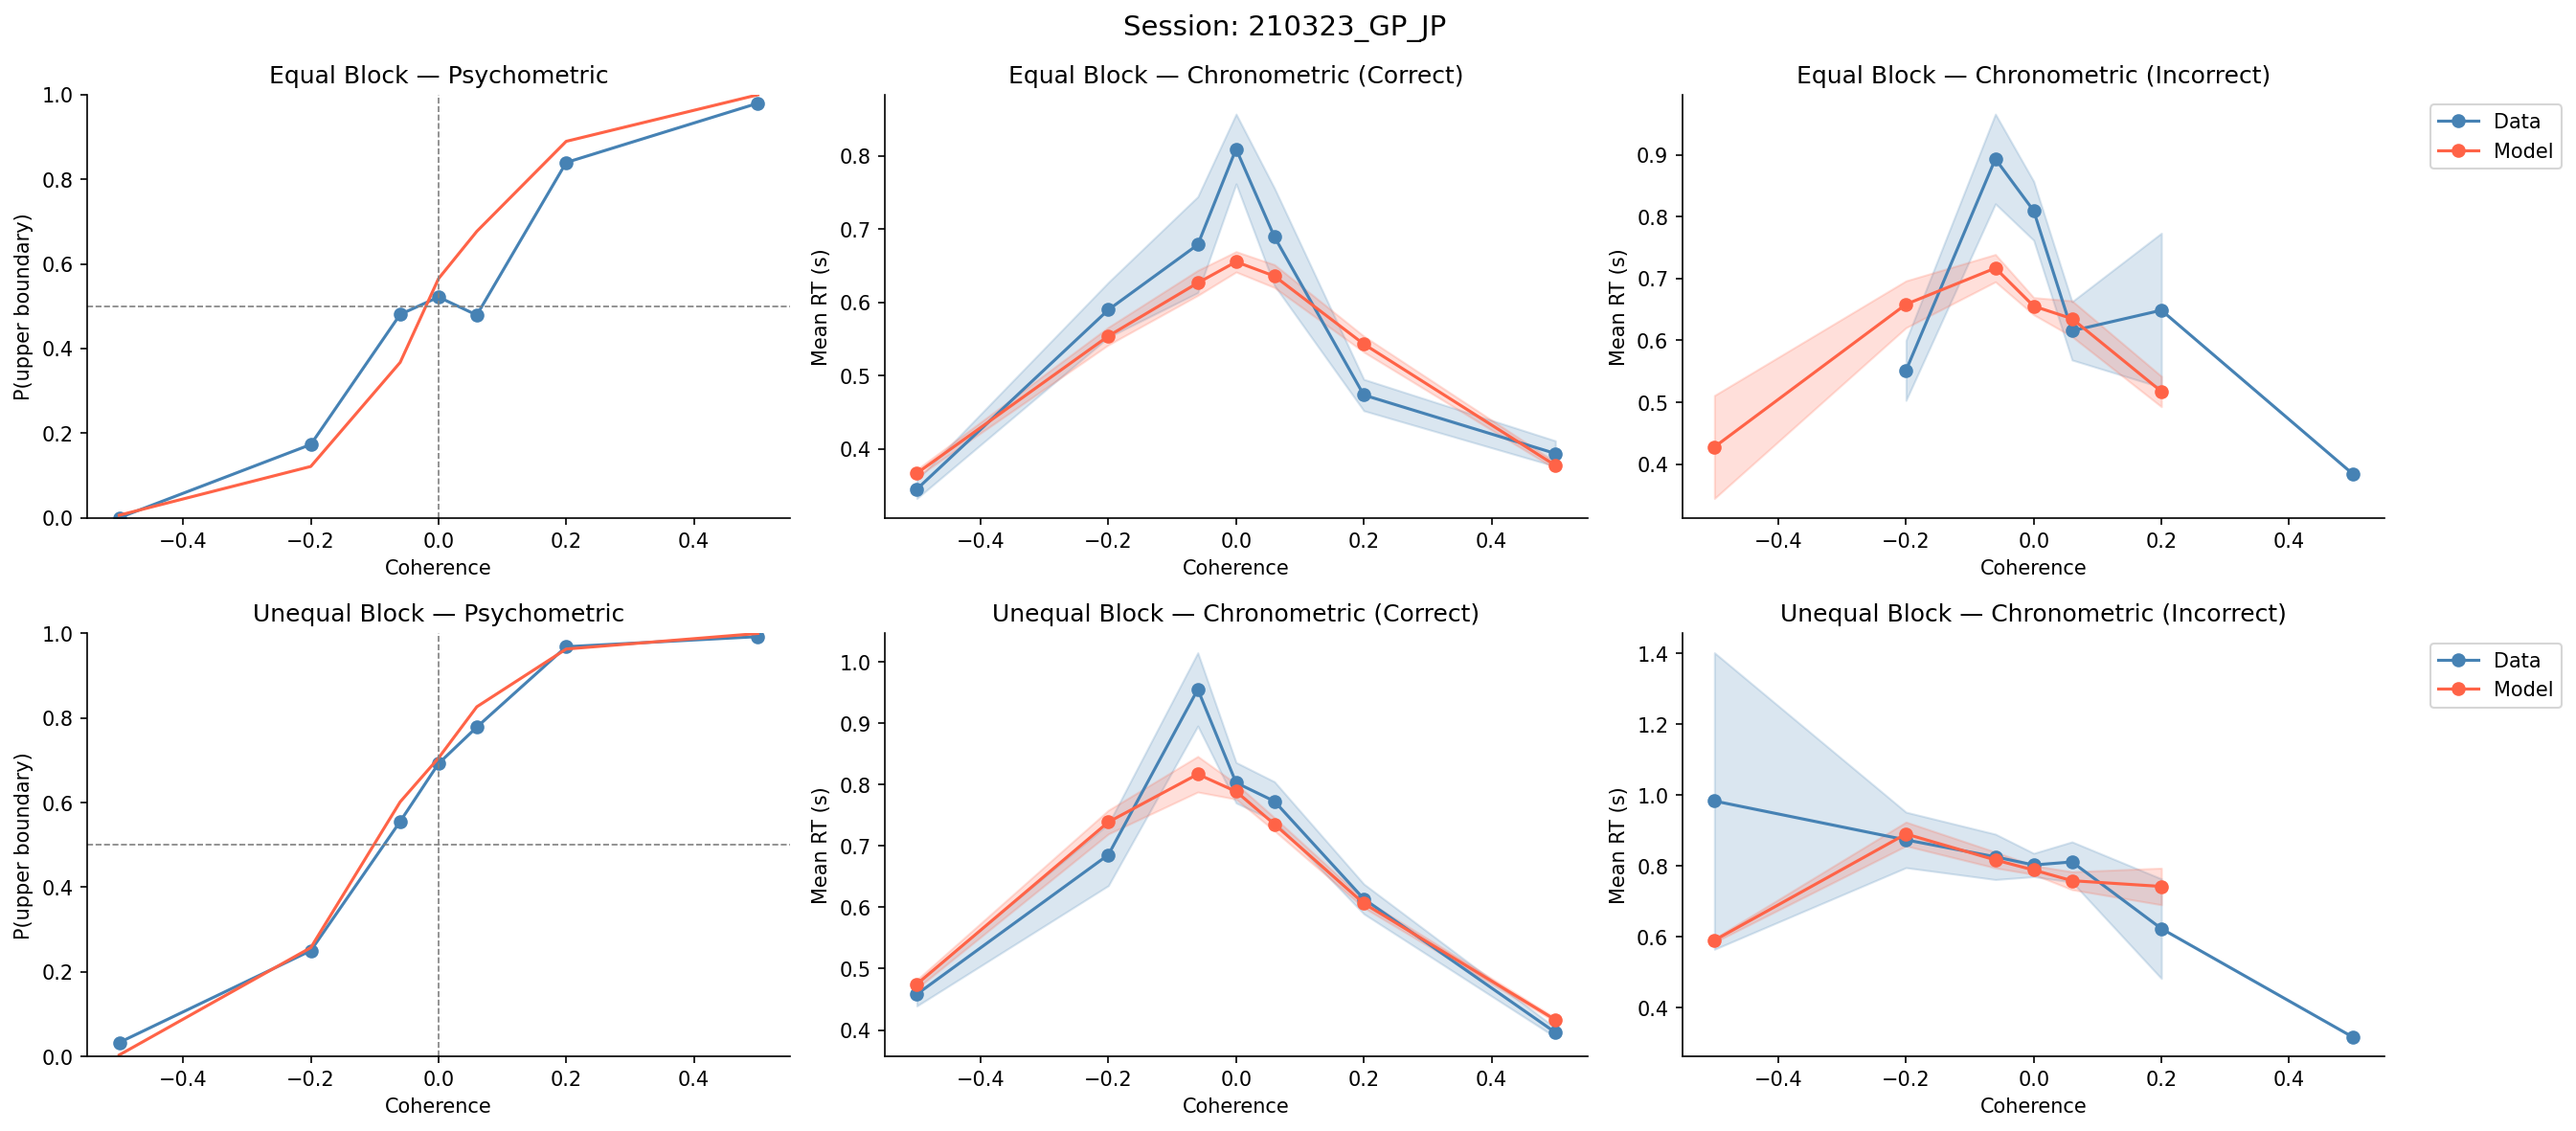 Session: 210323_GP_JP
Equal Block — Psychometric
P(upper boundary)
1.0
0.8
0.6
0.4
0.2
0.0
−0.4 −0.2 0.0 0.2 0.4
Coherence
Equal Block — Chronometric (Correct)
Mean RT (s)
0.8
0.7
0.6
0.5
0.4
−0.4 −0.2 0.0 0.2 0.4
Coherence
Equal Block — Chronometric (Incorrect)
Mean RT (s)
0.9
0.8
0.7
0.6
0.5
0.4
−0.4 −0.2 0.0 0.2 0.4
Coherence
Data
Model
Unequal Block — Psychometric
P(upper boundary)
1.0
0.8
0.6
0.4
0.2
0.0
−0.4 −0.2 0.0 0.2 0.4
Coherence
Unequal Block — Chronometric (Correct)
Mean RT (s)
1.0
0.9
0.8
0.7
0.6
0.5
0.4
−0.4 −0.2 0.0 0.2 0.4
Coherence
Unequal Block — Chronometric (Incorrect)
Mean RT (s)
1.4
1.2
1.0
0.8
0.6
0.4
−0.4 −0.2 0.0 0.2 0.4
Coherence
Data
Model